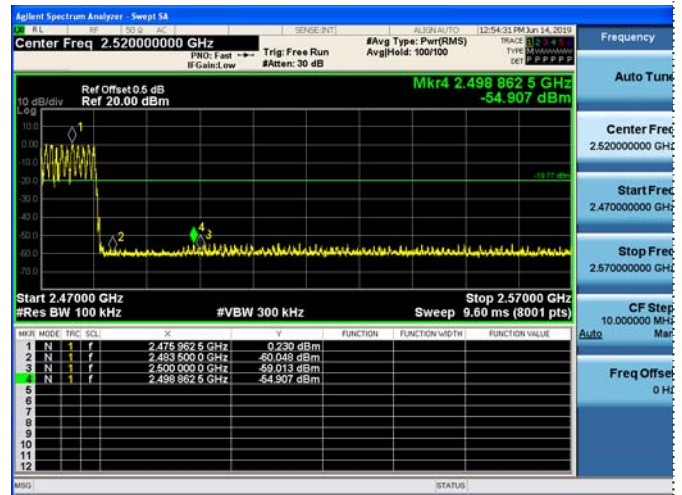 Agilent Spectrum Analyzer - Swept SA
RL RF 50 Ω AC SENSE:INT ALIGNAUTO 12:54:31 PM Jun 14, 2019
Center Freq 2.520000000 GHz
PNO: Fast
IFGain:Low
Trig: Free Run
#Atten: 30 dB
#Avg Type: Pwr(RMS)
Avg|Hold: 100/100
TRACE 1 2 3 4 5 6
TYPE M
DET P P P P P P
Mkr4 2.498 862 5 GHz
-54.907 dBm
Ref Offset 0.5 dB
10 dB/div Ref 20.00 dBm
Log
10.0
0.00
-10.0
-20.0
-30.0
-40.0
-50.0
-60.0
-70.0
-19.77 dBm
1
2
4
3
Start 2.47000 GHz Stop 2.57000 GHz
#Res BW 100 kHz #VBW 300 kHz Sweep 9.60 ms (8001 pts)
MKR MODE TRC SCL X Y FUNCTION FUNCTION WIDTH FUNCTION VALUE
1 N 1 f 2.475 962 5 GHz 0.230 dBm
2 N 1 f 2.483 500 0 GHz -60.048 dBm
3 N 1 f 2.500 000 0 GHz -59.013 dBm
4 N 1 f 2.498 862 5 GHz -54.907 dBm
5
6
7
8
9
10
11
12
MSG STATUS
Frequency
Auto Tune
Center Freq
2.520000000 GHz
Start Freq
2.470000000 GHz
Stop Freq
2.570000000 GHz
CF Step
10.000000 MHz
Auto Man
Freq Offset
0 Hz